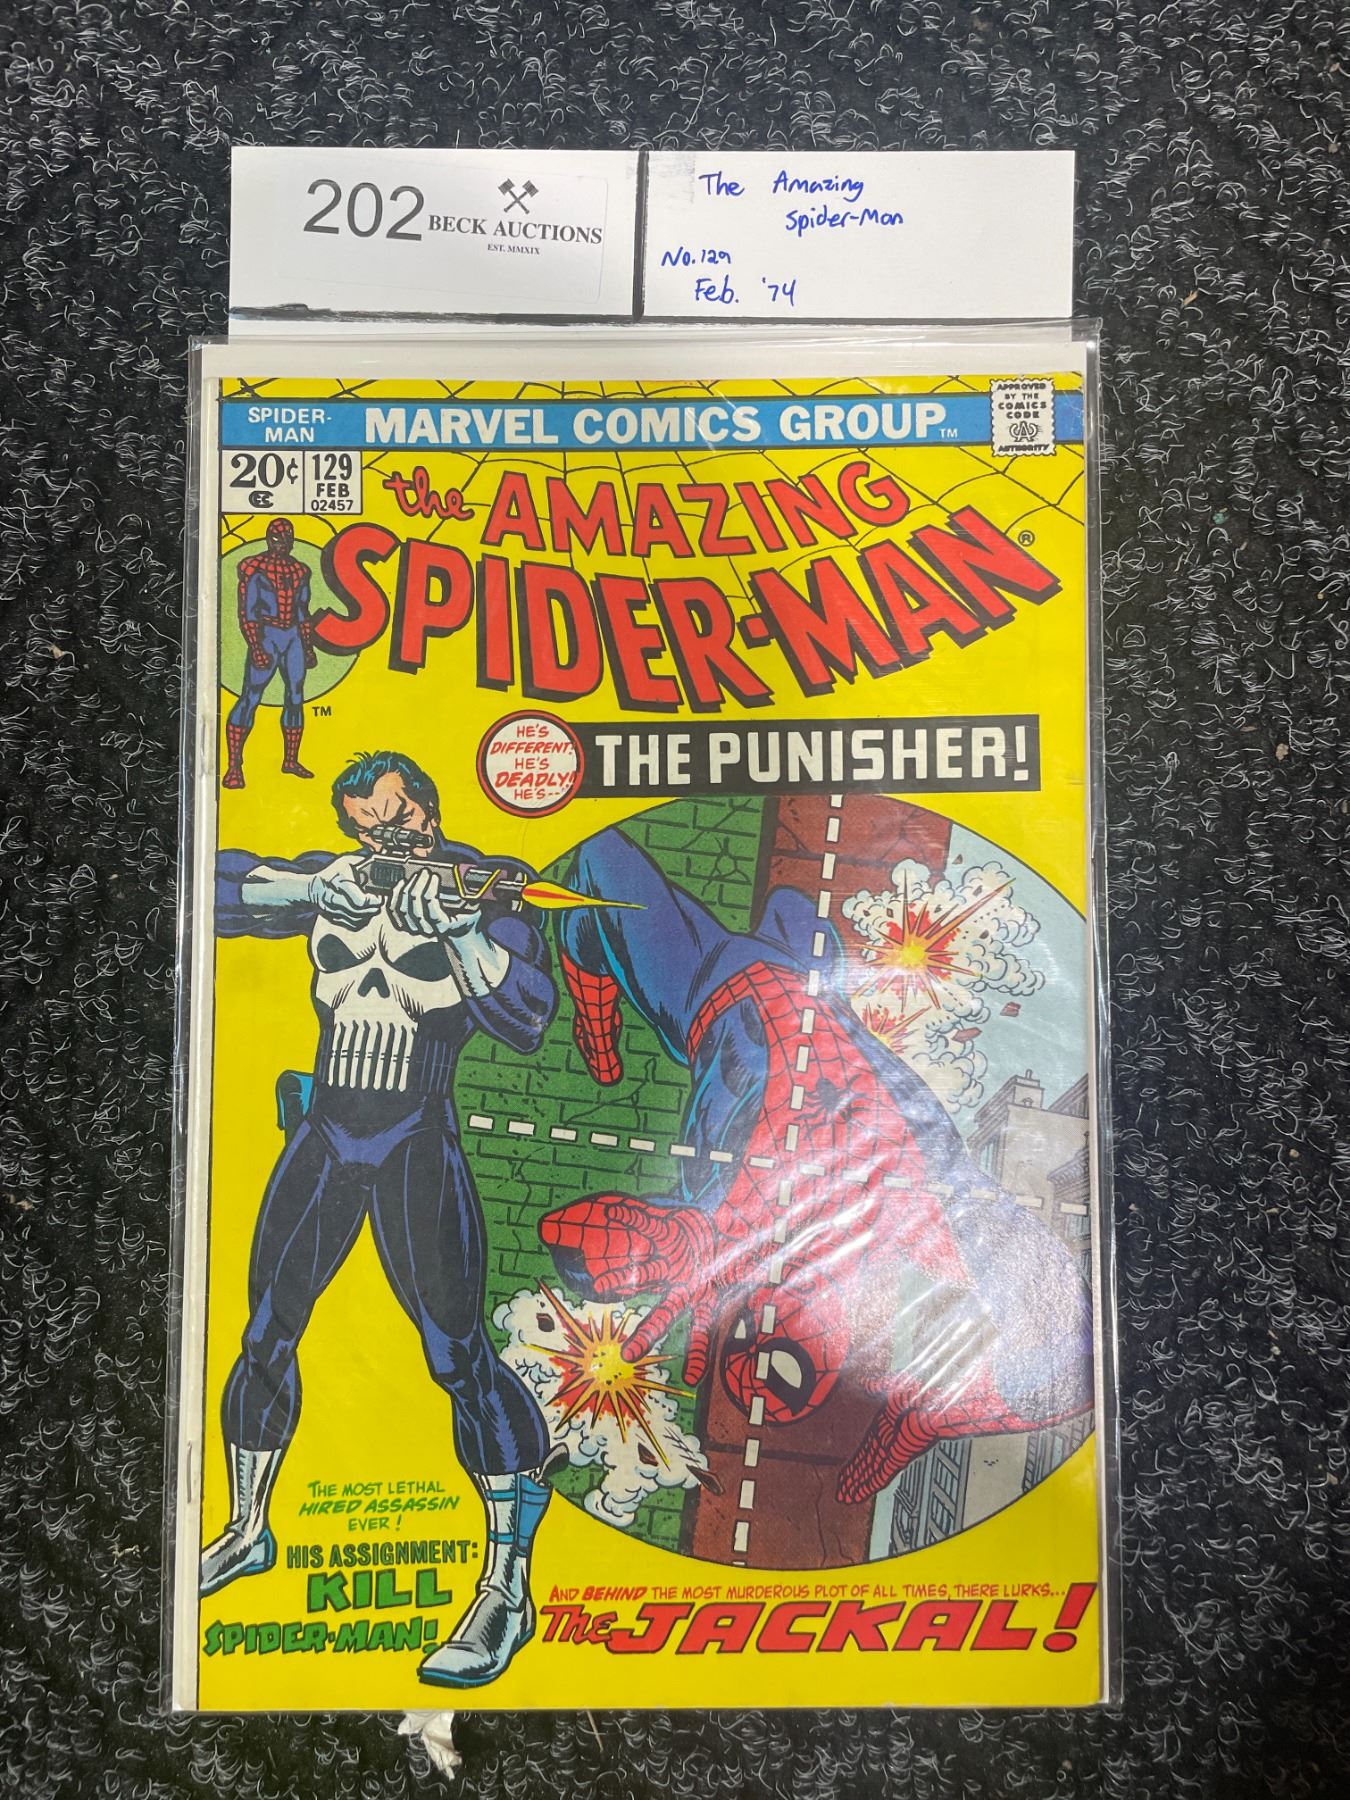 202
BECK AUCTIONS
EST. MMXIX
The Amazing
Spider-Man
No. 129
Feb. '74
SPIDER-
MAN
MARVEL COMICS GROUP TM
APPROVED
BY THE
COMICS
CODE
CA
AUTHORITY
20¢
CC
129
FEB
02457
the AMAZING
SPIDER-MAN®
TM
HE'S
DIFFERENT!
HE'S
DEADLY!
HE'S--
THE PUNISHER!
THE MOST LETHAL
HIRED ASSASSIN
EVER!
HIS ASSIGNMENT:
KILL
SPIDER-MAN!
AND BEHIND THE MOST MURDEROUS PLOT OF ALL TIMES, THERE LURKS...
THE JACKAL!